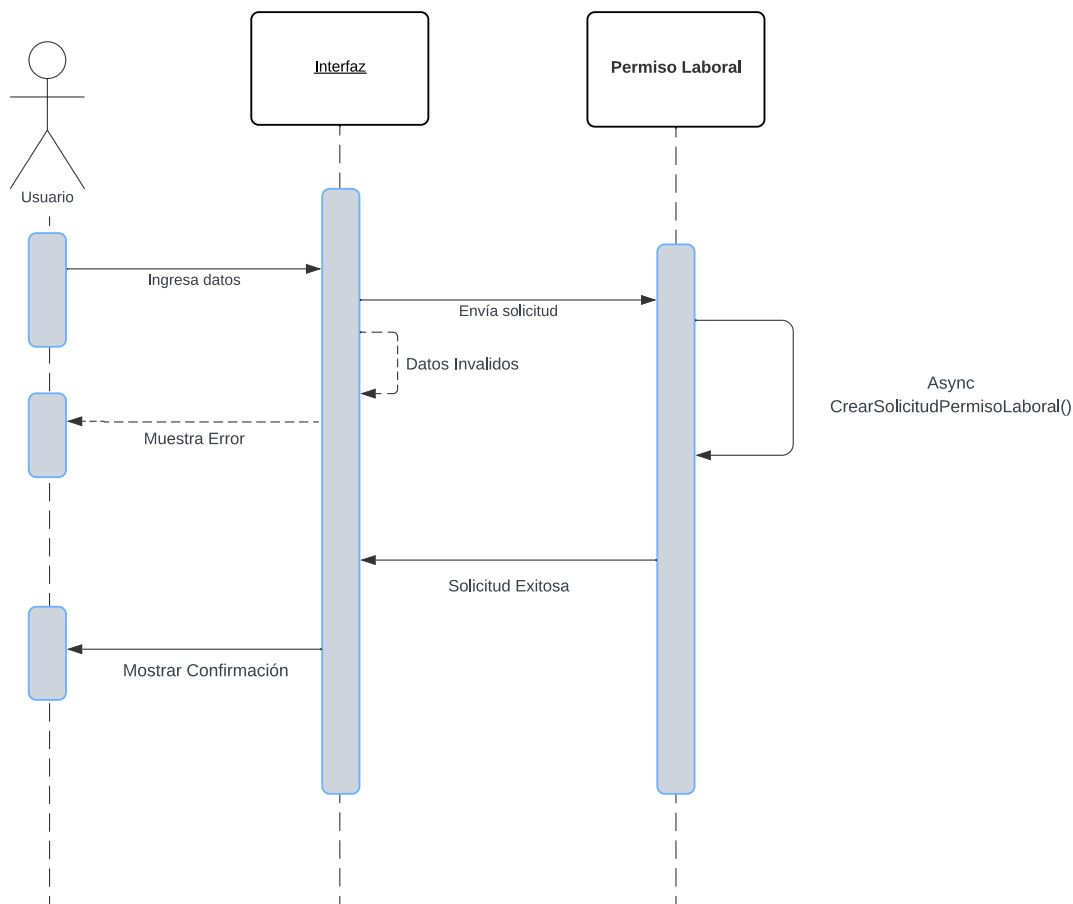 Interfaz
Permiso Laboral
Usuario
Ingresa datos
Envía solicitud
Datos Invalidos
Async
CrearSolicitudPermisoLaboral()
Muestra Error
Solicitud Exitosa
Mostrar Confirmación